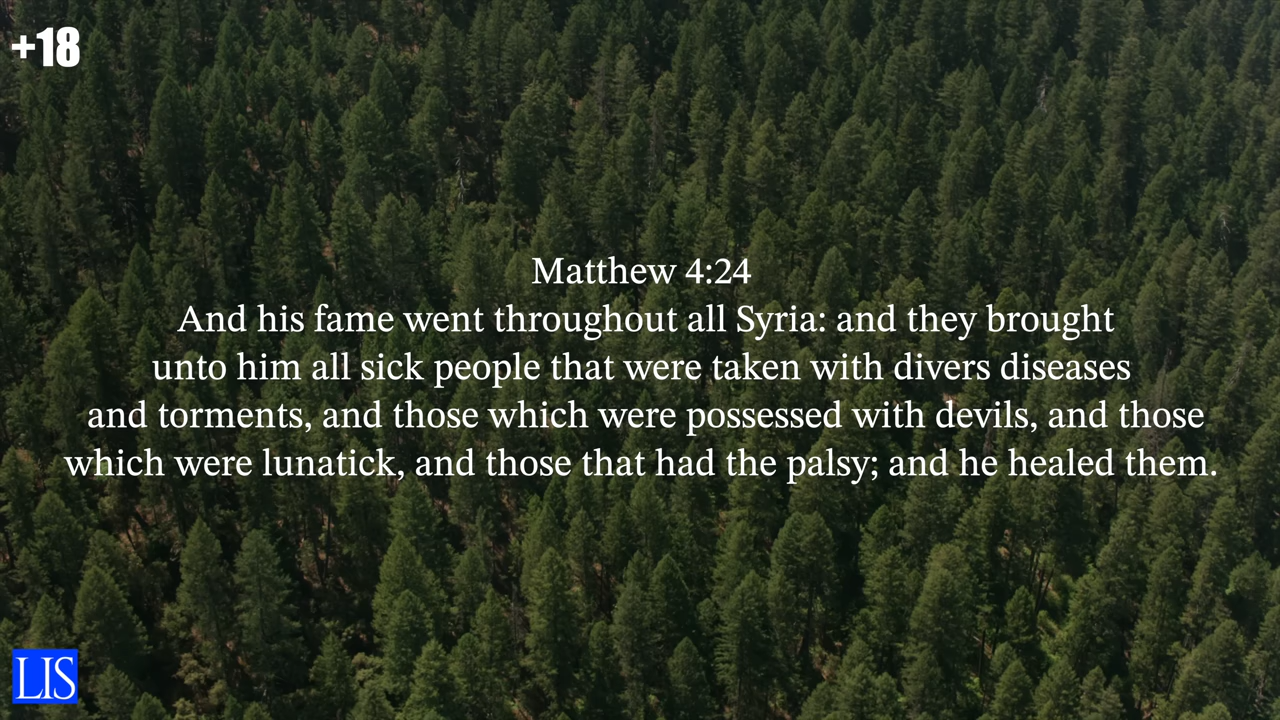 +18
Matthew 4:24
And his fame went throughout all Syria: and they brought
unto him all sick people that were taken with divers diseases
and torments, and those which were possessed with devils, and those
which were lunatick, and those that had the palsy; and he healed them.
LIS